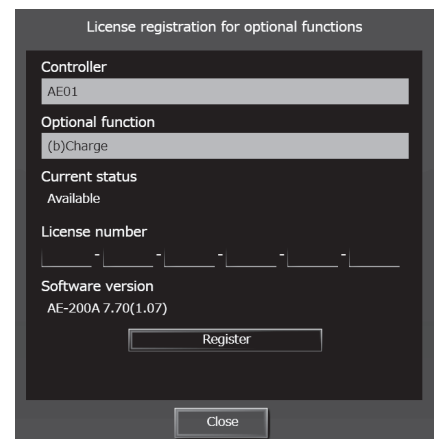 License registration for optional functions
Controller
AE01
Optional function
(b)Charge
Current status
Available
License number
- - - - -
Software version
AE-200A 7.70(1.07)
Register
Close